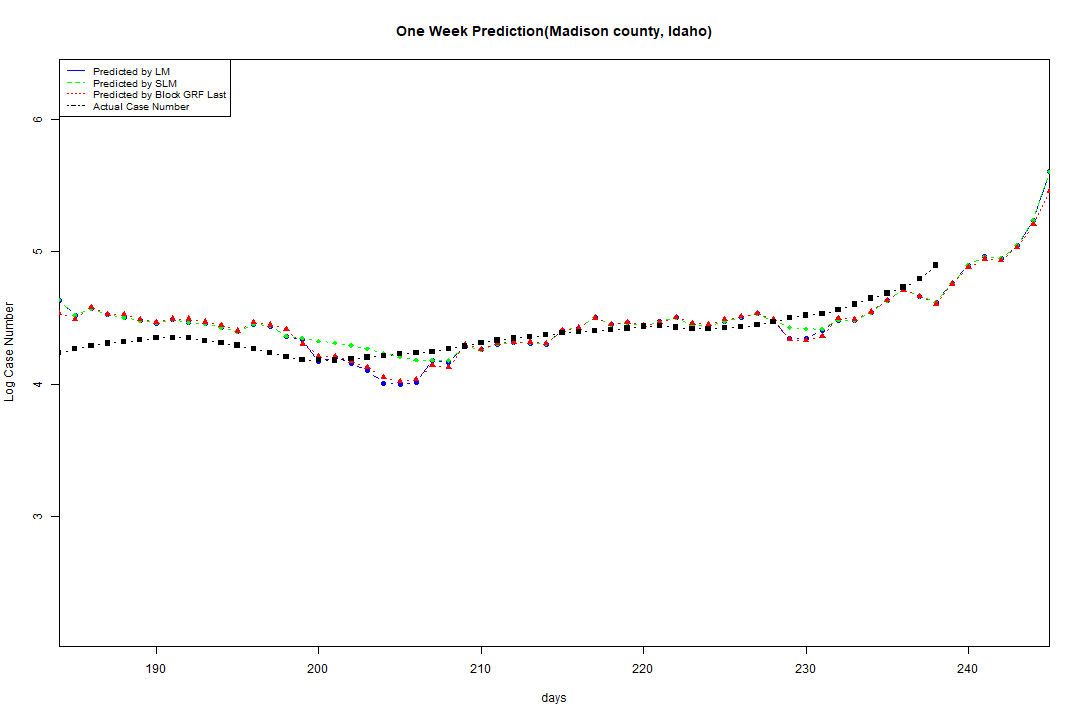 One Week Prediction(Madison county, Idaho)
Predicted by LM
Predicted by SLM
Predicted by Block GRF Last
Actual Case Number
6
5
4
3
Log Case Number
190 200 210 220 230 240
days